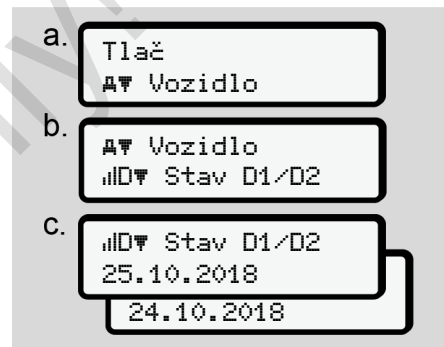 a.
Tlač
Vozidlo
b.
Vozidlo
D Stav D1/D2
c.
D Stav D1/D2
25.10.2018
24.10.2018